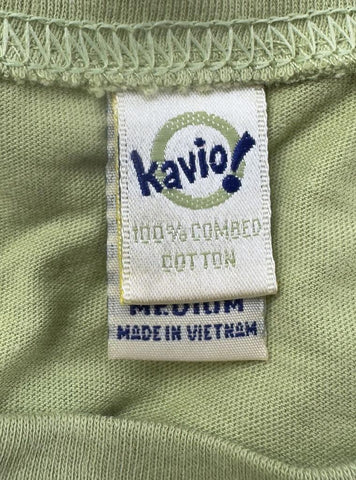 Kavio!
100% COMBED
COTTON
MEDIUM
MADE IN VIETNAM